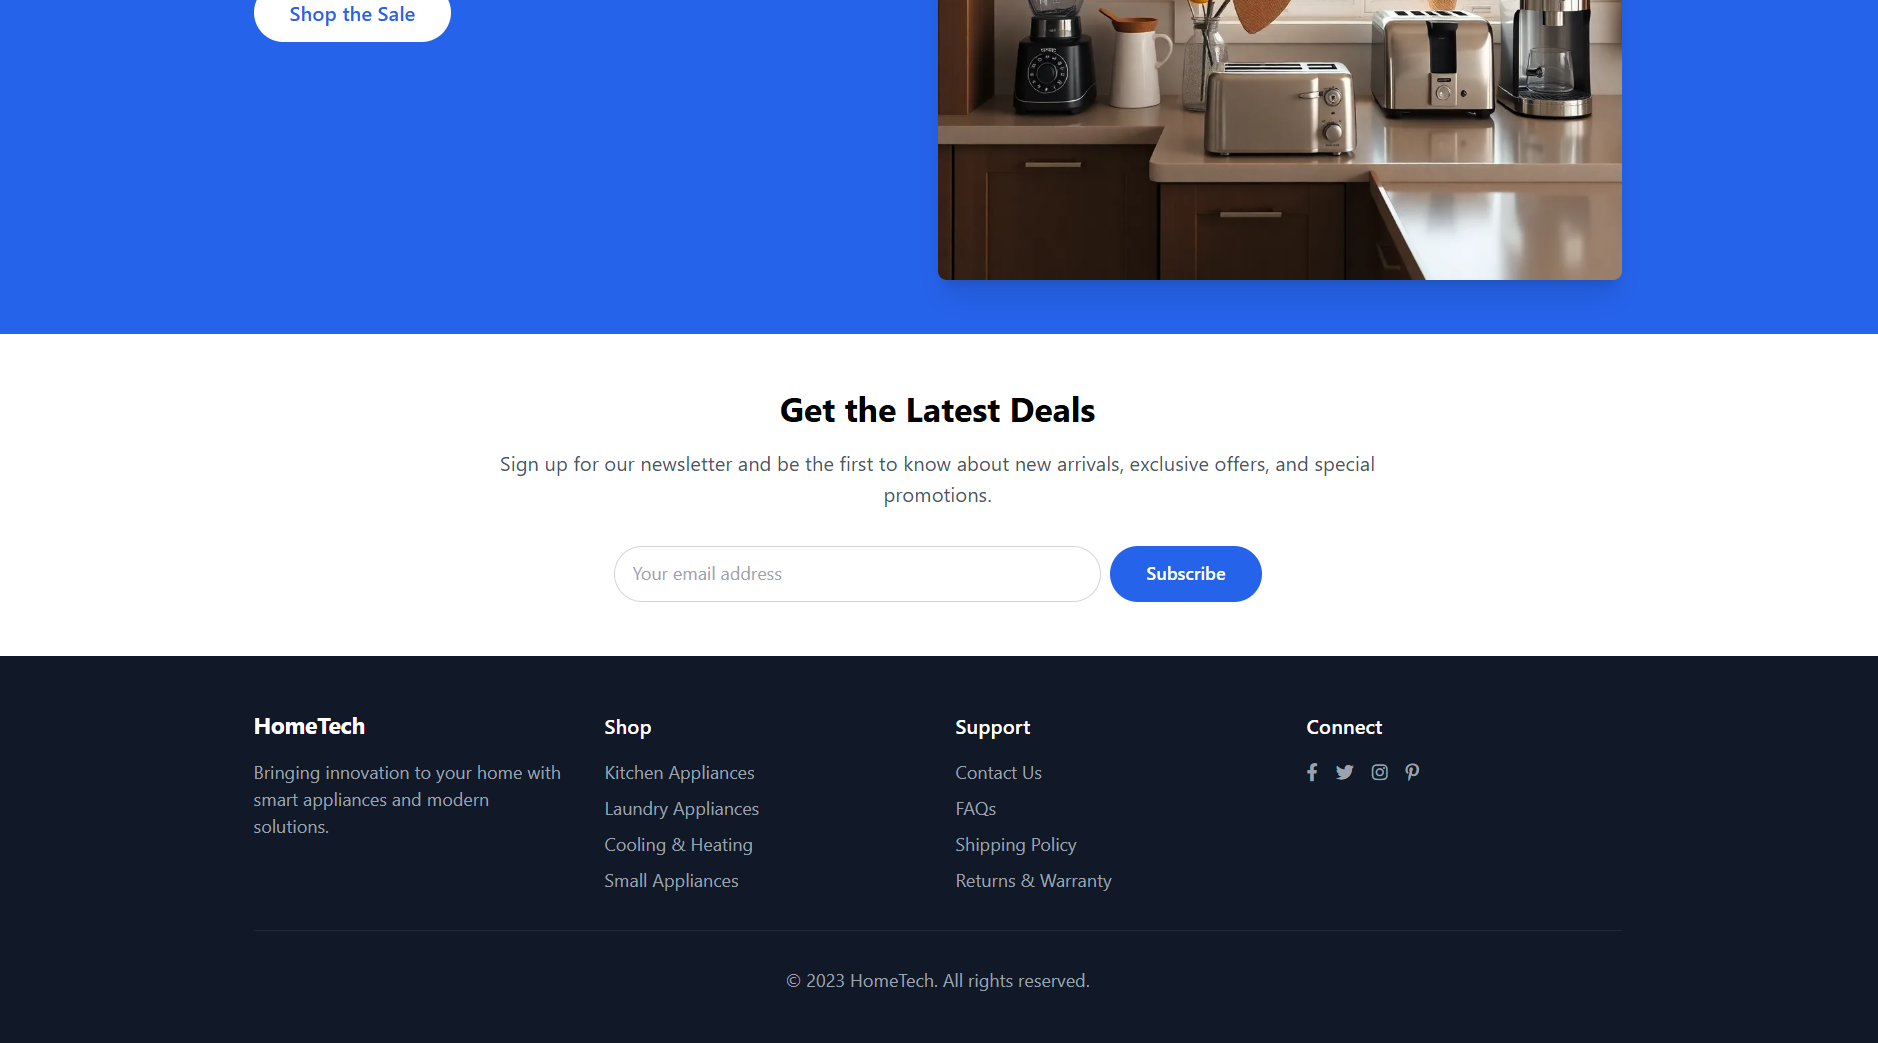 Shop the Sale
Get the Latest Deals
Sign up for our newsletter and be the first to know about new arrivals, exclusive offers, and special
promotions.
Your email address
Subscribe
HomeTech
Bringing innovation to your home with
smart appliances and modern
solutions.
Shop
Kitchen Appliances
Laundry Appliances
Cooling & Heating
Small Appliances
Support
Contact Us
FAQs
Shipping Policy
Returns & Warranty
Connect
© 2023 HomeTech. All rights reserved.